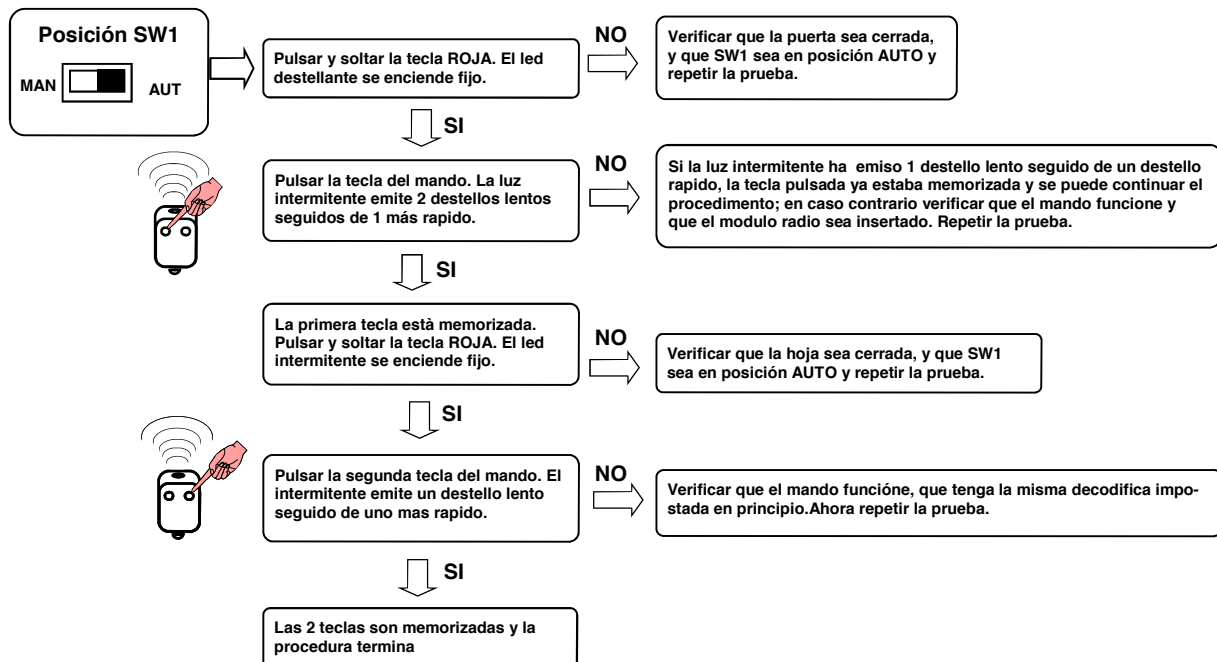 Posición SW1
MAN
AUT
Pulsar y soltar la tecla ROJA. El led
destellante se enciende fijo.
NO
Verificar que la puerta sea cerrada,
y que SW1 sea en posición AUTO y
repetir la prueba.
SI
Pulsar la tecla del mando. La luz
intermitente emite 2 destellos lentos
seguidos de 1 más rapido.
NO
Si la luz intermitente ha emiso 1 destello lento seguido de un destello
rapido, la tecla pulsada ya estaba memorizada y se puede continuar el
procedimento; en caso contrario verificar que el mando funcione y
que el modulo radio sea insertado. Repetir la prueba.
SI
La primera tecla està memorizada.
Pulsar y soltar la tecla ROJA. El led
intermitente se enciende fijo.
NO
Verificar que la hoja sea cerrada, y que SW1
sea en posición AUTO y repetir la prueba.
SI
Pulsar la segunda tecla del mando. El
intermitente emite un destello lento
seguido de uno mas rapido.
NO
Verificar que el mando funcióne, que tenga la misma decodifica impo-
stada en principio.Ahora repetir la prueba.
SI
Las 2 teclas son memorizadas y la
procedura termina